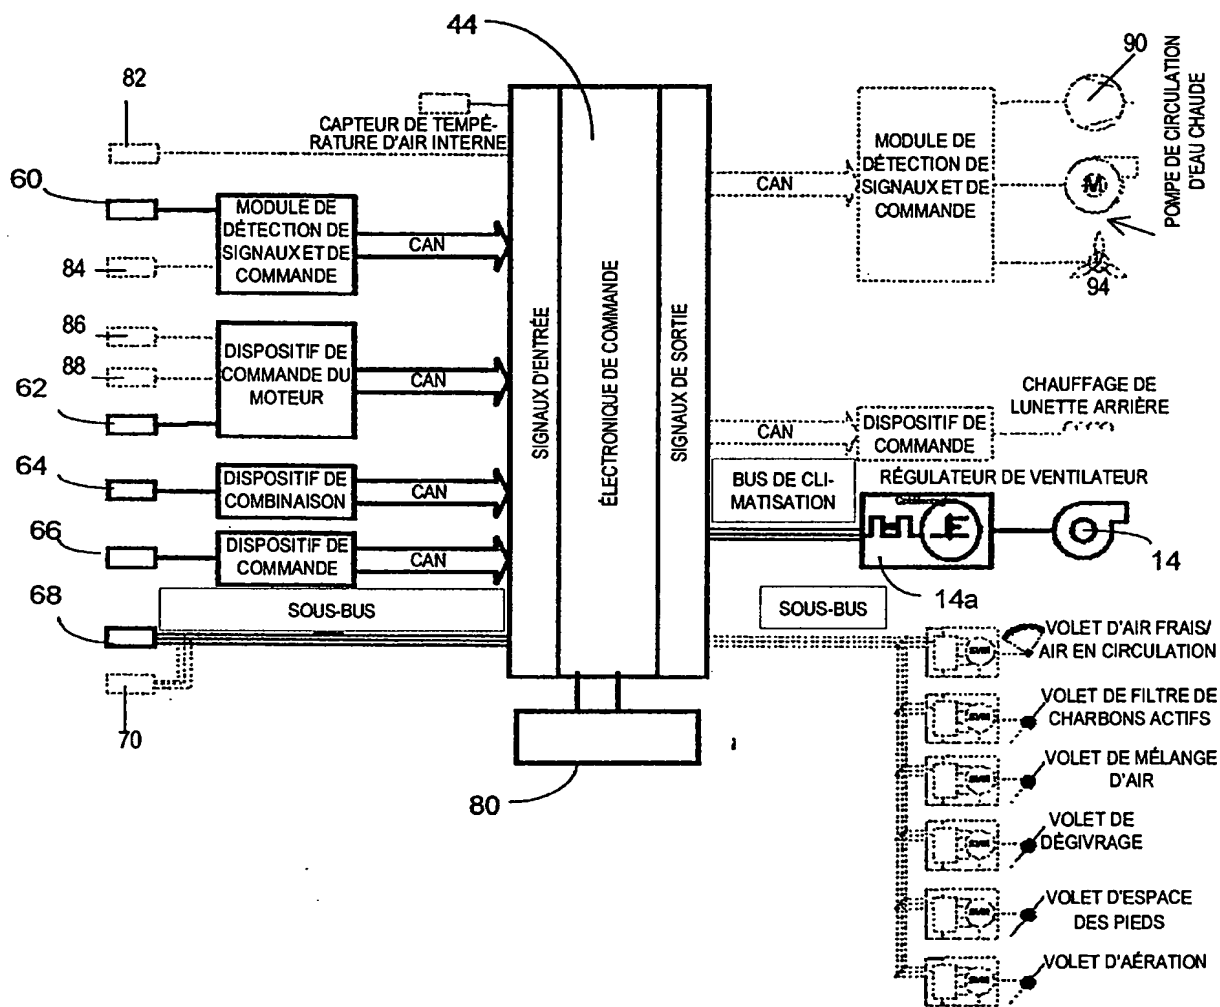 44
82
CAPTEUR DE TEMPÉ-
RATURE D'AIR INTERNE
60
MODULE DE
DÉTECTION DE
SIGNAUX ET DE
COMMANDE
CAN
84
86
88
62
DISPOSITIF DE
COMMANDE DU
MOTEUR
CAN
64
DISPOSITIF DE
COMBINAISON
CAN
66
DISPOSITIF DE
COMMANDE
CAN
68
SOUS-BUS
70
SIGNAUX D'ENTRÉE
ÉLECTRONIQUE DE COMMANDE
SIGNAUX DE SORTIE
80
CAN
MODULE DE
DÉTECTION DE
SIGNAUX ET DE
COMMANDE
90
M
94
POMPE DE CIRCULATION
D'EAU CHAUDE
CAN
DISPOSITIF DE
COMMANDE
CHAUFFAGE DE
LUNETTE ARRIÈRE
BUS DE CLI-
MATISATION
RÉGULATEUR DE VENTILATEUR
14a
14
SOUS-BUS
VOLET D'AIR FRAIS/
AIR EN CIRCULATION
VOLET DE FILTRE DE
CHARBONS ACTIFS
VOLET DE MÉLANGE
D'AIR
VOLET DE
DÈGIVRAGE
VOLET D'ESPACE
DES PIEDS
VOLET D'AÉRATION